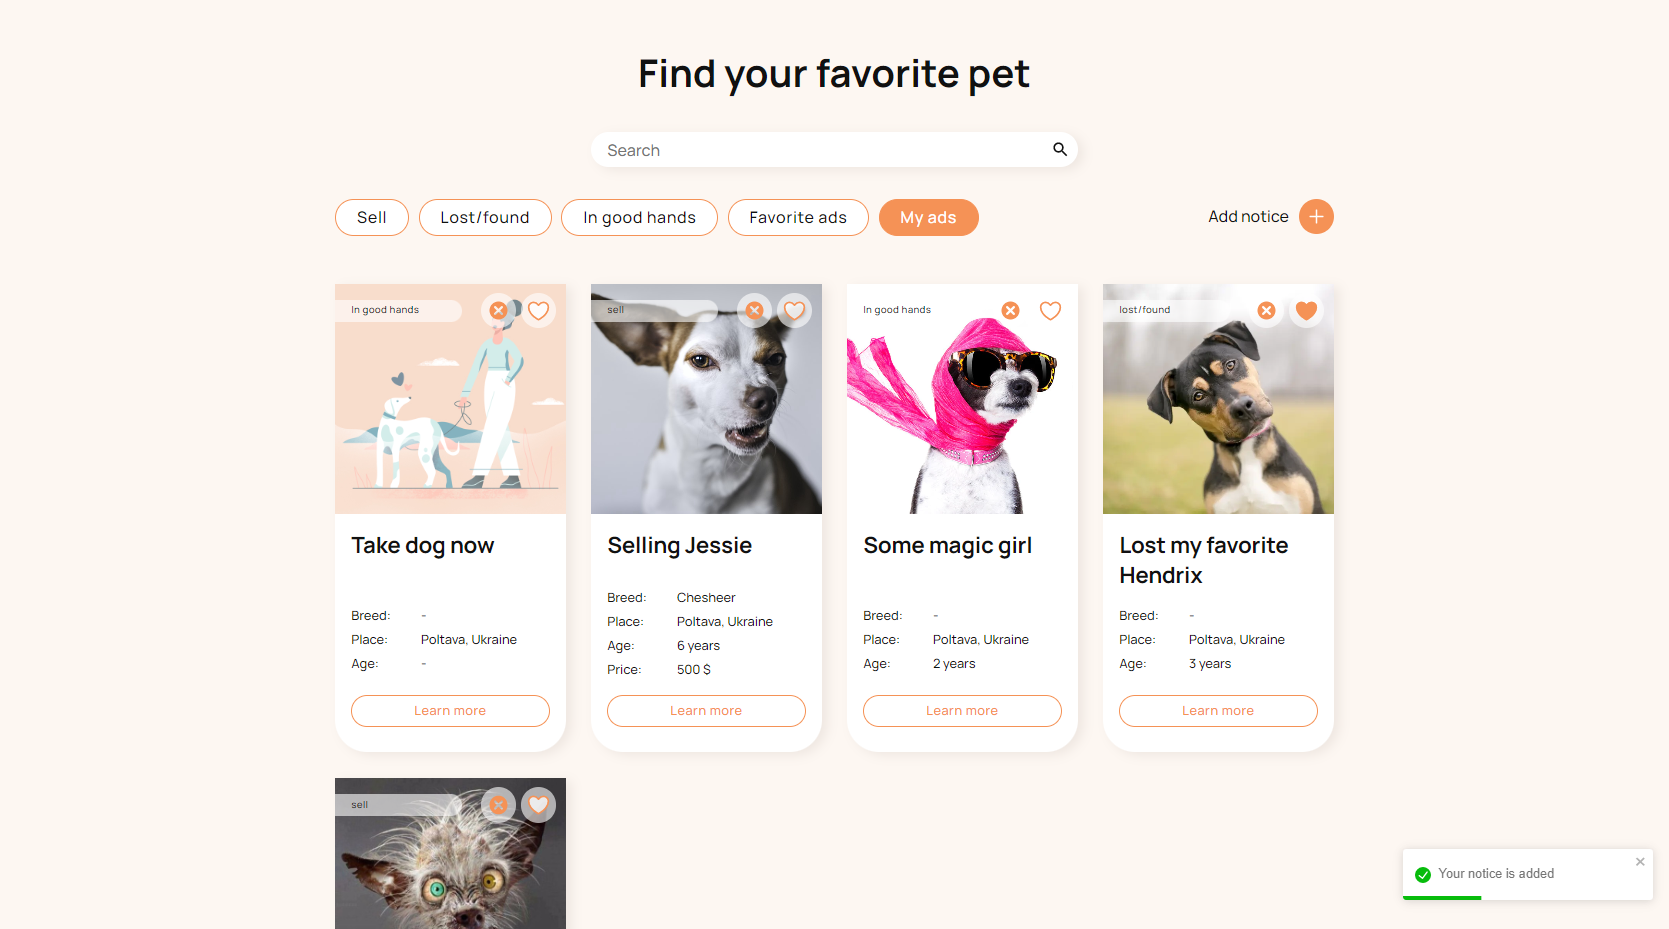 Find your favorite pet
Search
Sell
Lost/found
In good hands
Favorite ads
My ads
Add notice
In good hands
Take dog now
Breed: -
Place: Poltava, Ukraine
Age: -
Learn more
sell
Selling Jessie
Breed: Chesheer
Place: Poltava, Ukraine
Age: 6 years
Price: 500 $
Learn more
In good hands
Some magic girl
Breed: -
Place: Poltava, Ukraine
Age: 2 years
Learn more
lost/found
Lost my favorite
Hendrix
Breed: -
Place: Poltava, Ukraine
Age: 3 years
Learn more
sell
Your notice is added